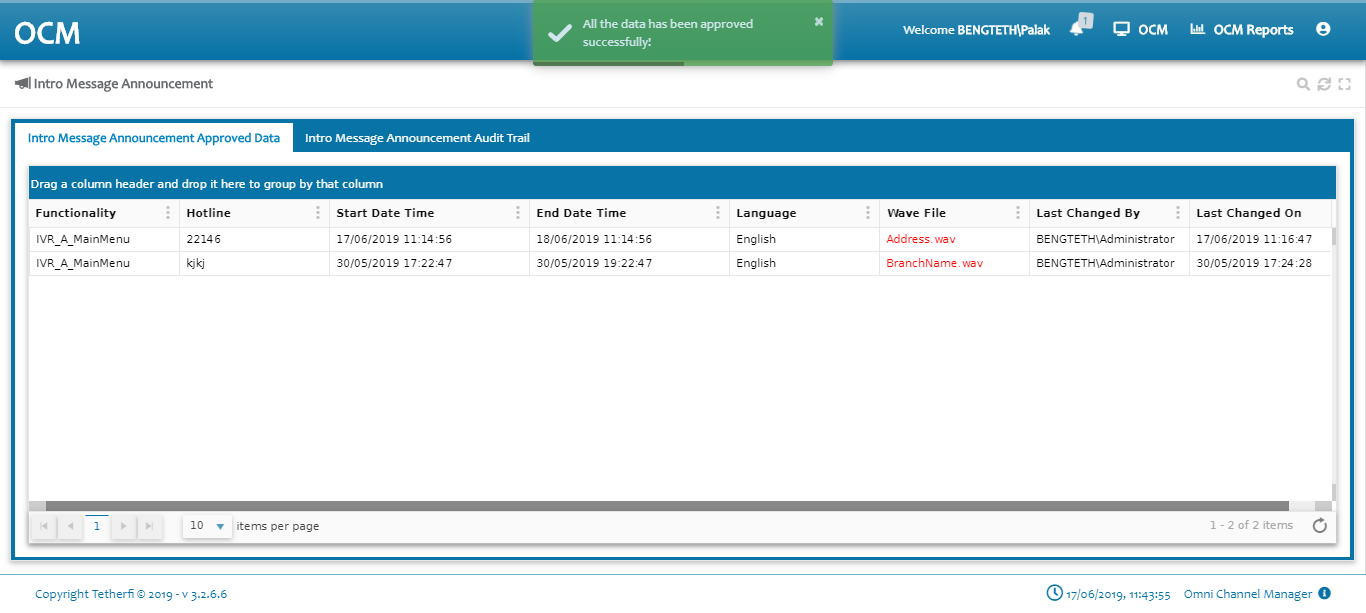 OCM
All the data has been approved
successfully!
Welcome BENGTETH\Palak
1
OCM
OCM Reports
Intro Message Announcement
Intro Message Announcement Approved Data
Intro Message Announcement Audit Trail
Drag a column header and drop it here to group by that column
Functionality Hotline Start Date Time End Date Time Language Wave File Last Changed By Last Changed On
IVR_A_MainMenu 22146 17/06/2019 11:14:56 18/06/2019 11:14:56 English Address.wav BENGTETH\Administrator 17/06/2019 11:16:47
IVR_A_MainMenu kjkj 30/05/2019 17:22:47 30/05/2019 19:22:47 English BranchName.wav BENGTETH\Administrator 30/05/2019 17:24:28
1 10 items per page 1 - 2 of 2 items
Copyright Tetherfi © 2019 - v 3.2.6.6 17/06/2019, 11:43:55 Omni Channel Manager